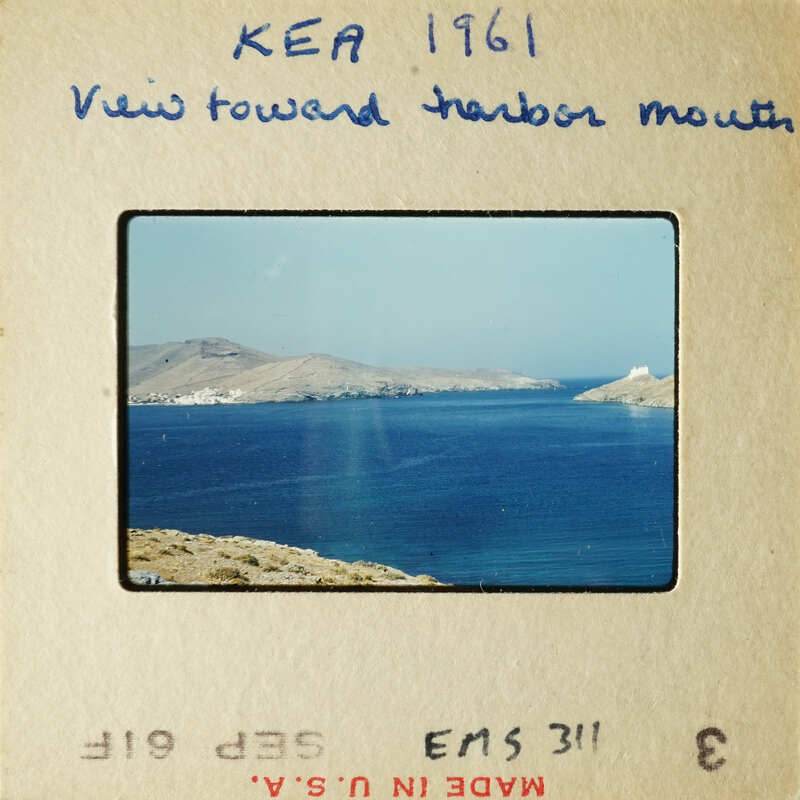 KEA 1961
View toward harbor mouth
EMS 311
3
SEP 61F
MADE IN U.S.A.